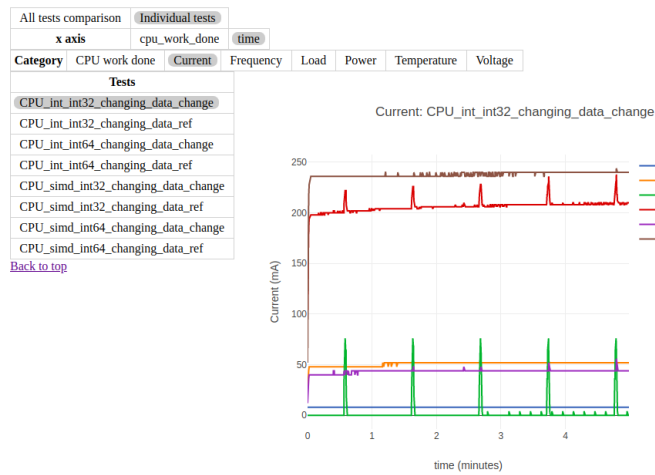 All tests comparison Individual tests
x axis cpu_work_done time
Category CPU work done Current Frequency Load Power Temperature Voltage
Tests
CPU_int_int32_changing_data_change
CPU_int_int32_changing_data_ref
CPU_int_int64_changing_data_change
CPU_int_int64_changing_data_ref
CPU_simd_int32_changing_data_change
CPU_simd_int32_changing_data_ref
CPU_simd_int64_changing_data_change
CPU_simd_int64_changing_data_ref
Back to top
Current: CPU_int_int32_changing_data_change
250
200
150
100
50
0
Current (mA)
0 1 2 3 4
time (minutes)